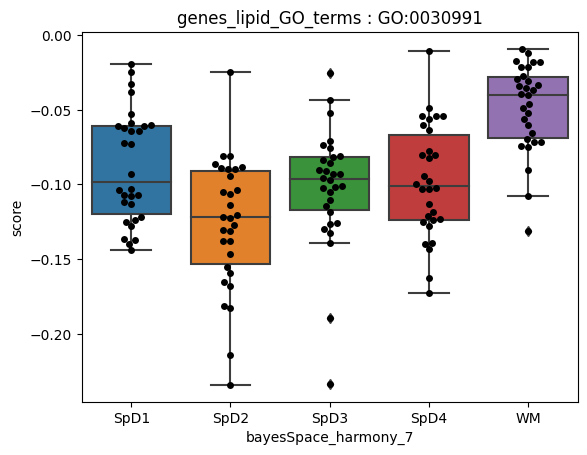 genes_lipid_GO_terms : GO:0030991
0.00
−0.05
−0.10
−0.15
−0.20
score
SpD1 SpD2 SpD3 SpD4 WM
bayesSpace_harmony_7